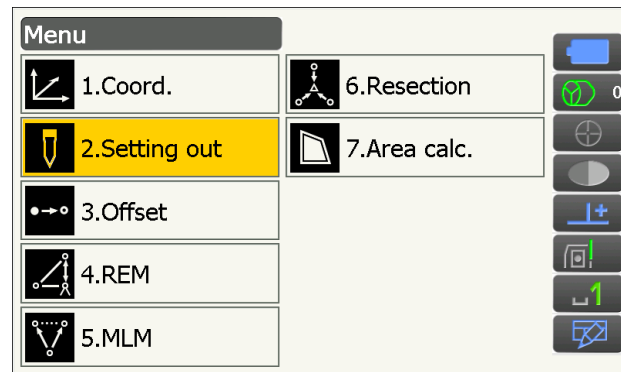 Menu
1.Coord.
2.Setting out
3.Offset
4.REM
5.MLM
6.Resection
7.Area calc.
0
1